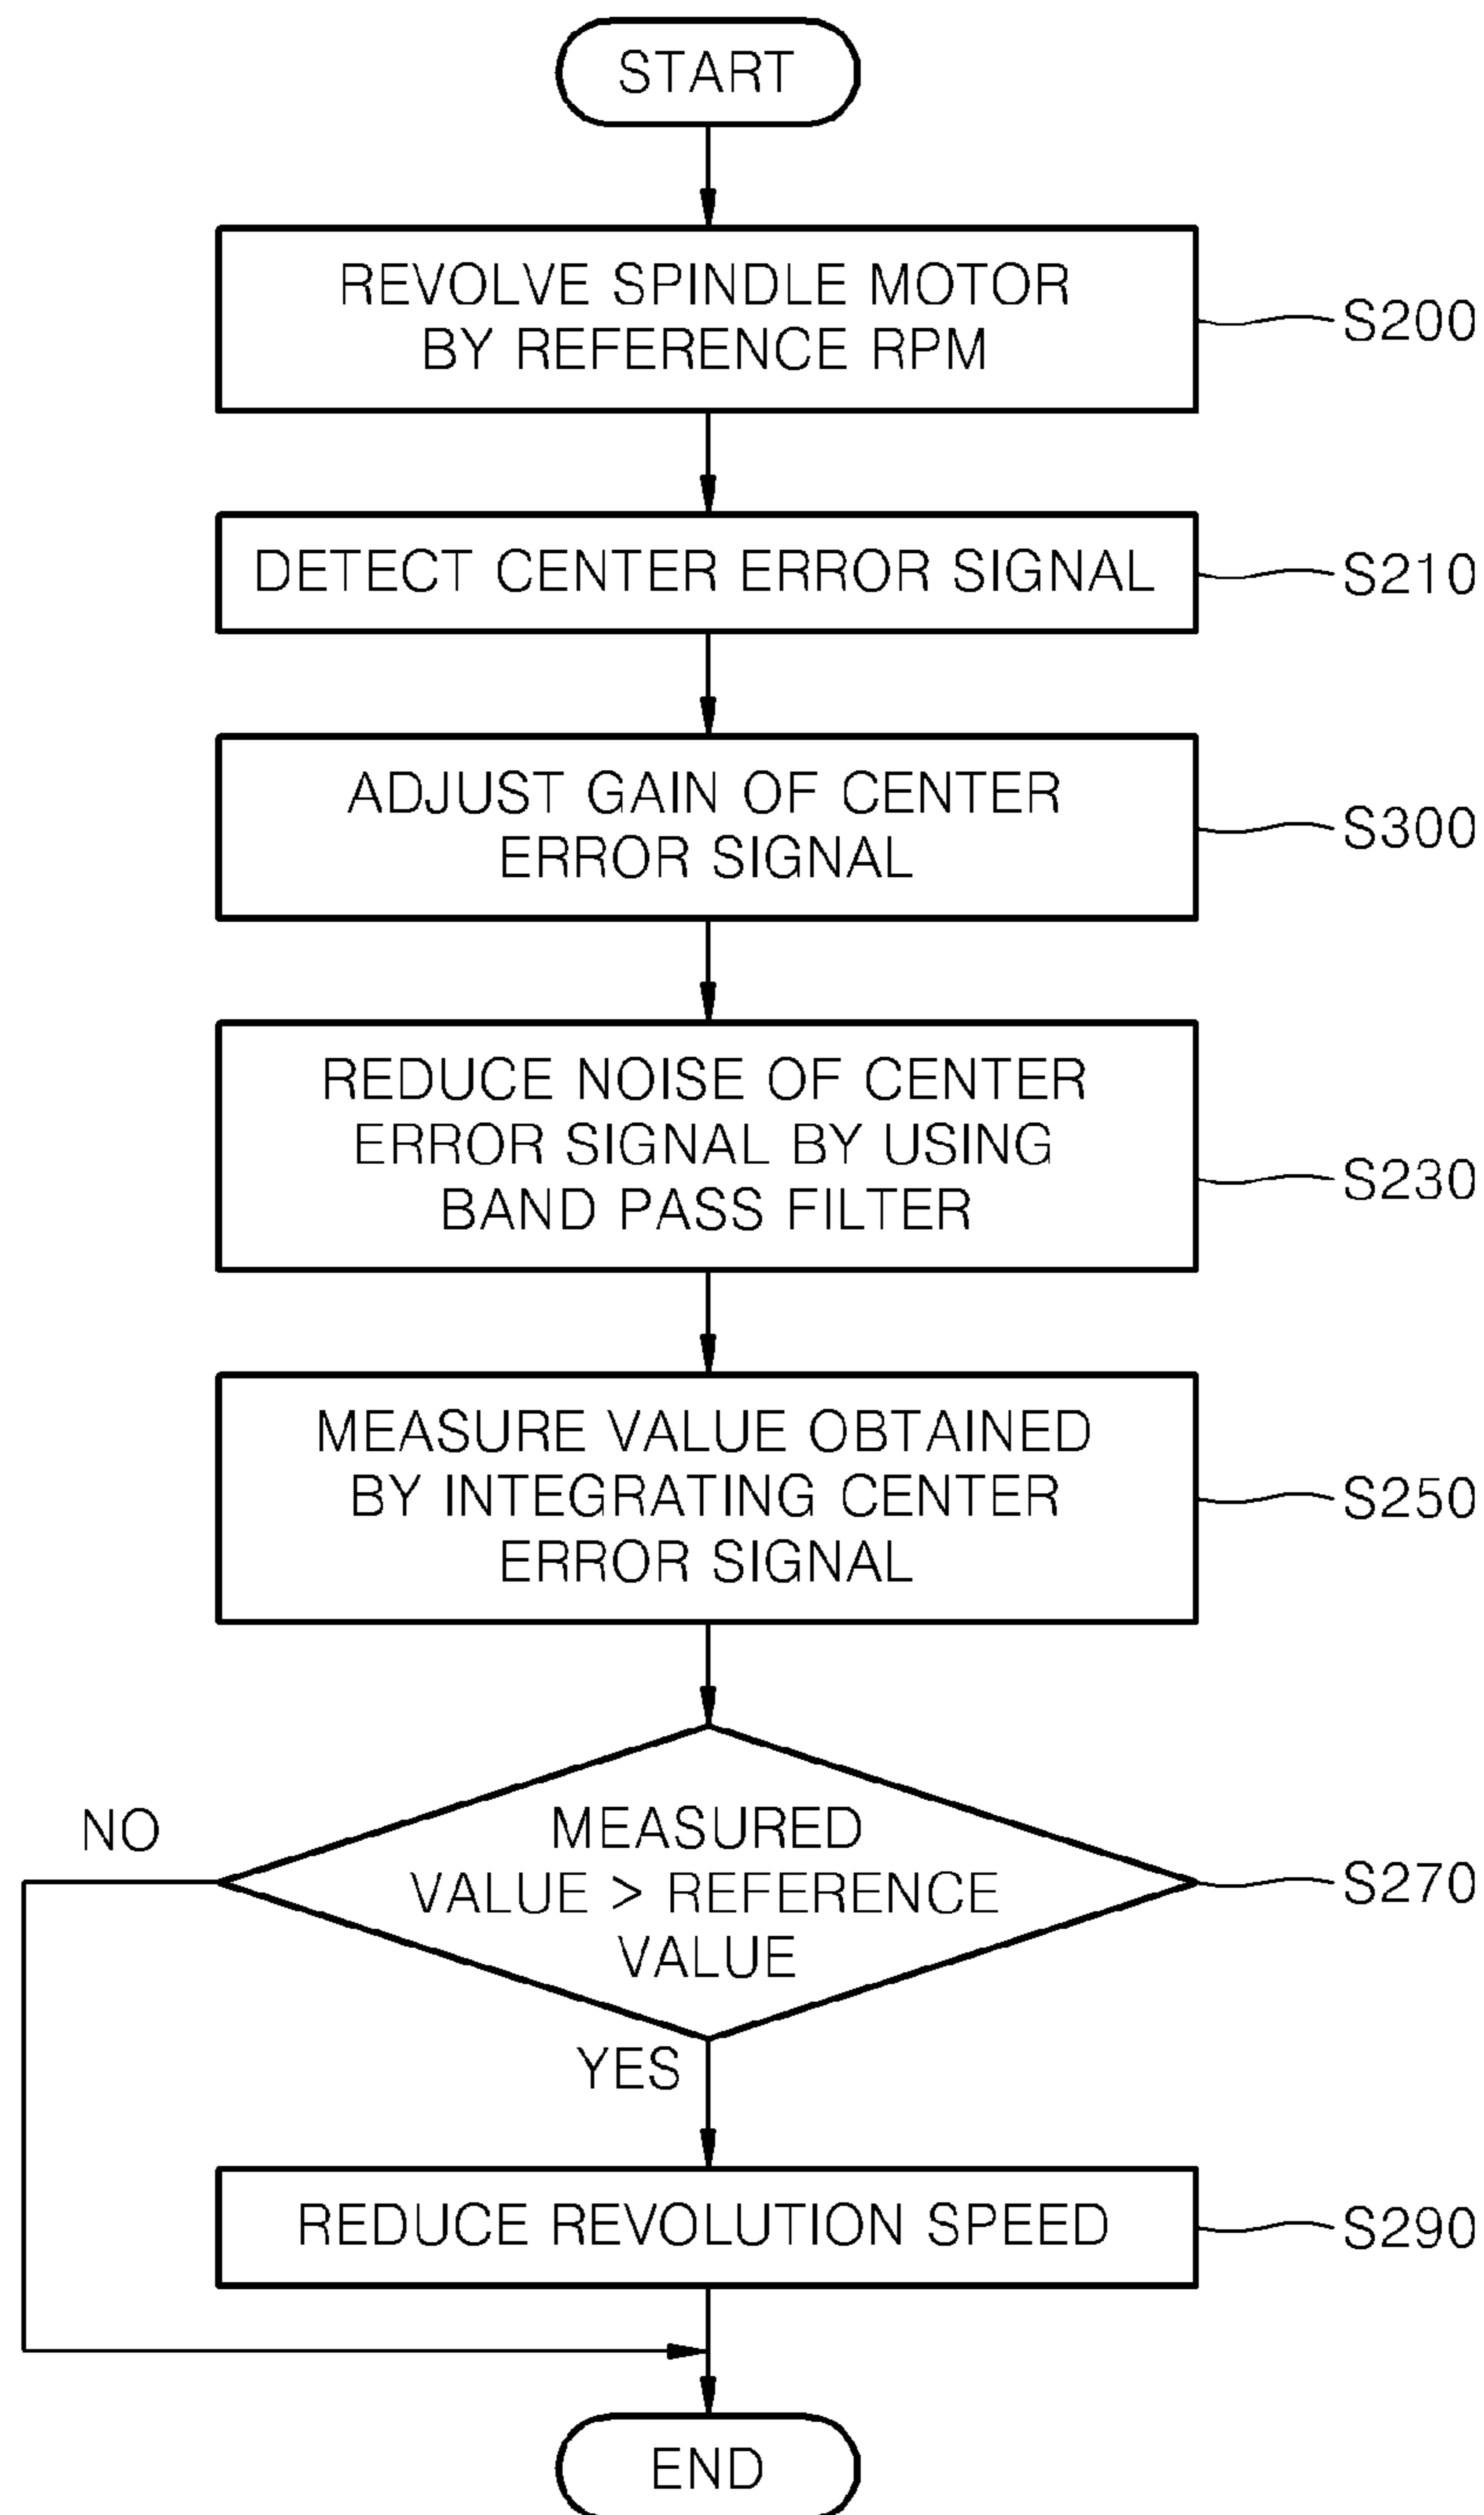 START
REVOLVE SPINDLE MOTOR
BY REFERENCE RPM
S200
DETECT CENTER ERROR SIGNAL
S210
ADJUST GAIN OF CENTER
ERROR SIGNAL
S300
REDUCE NOISE OF CENTER
ERROR SIGNAL BY USING
BAND PASS FILTER
S230
MEASURE VALUE OBTAINED
BY INTEGRATING CENTER
ERROR SIGNAL
S250
MEASURED
VALUE > REFERENCE
VALUE
S270
NO
YES
REDUCE REVOLUTION SPEED
S290
END